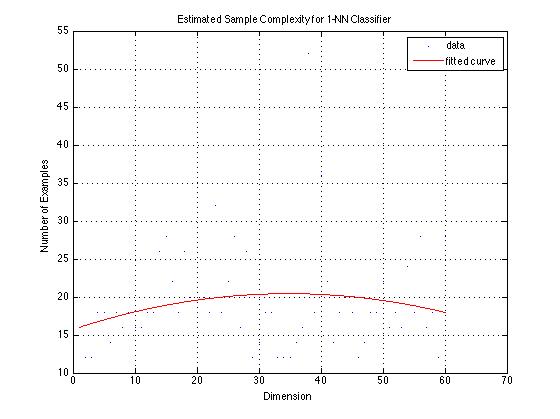 Estimated Sample Complexity for 1-NN Classifier
55
50
45
40
35
30
25
20
15
10
0 10 20 30 40 50 60 70
Number of Examples
Dimension
data
fitted curve